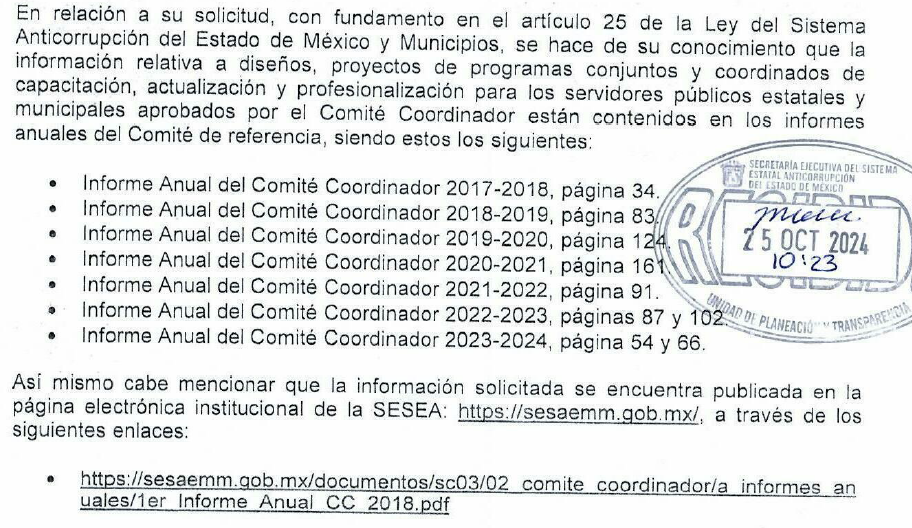 En relación a su solicitud, con fundamento en el artículo 25 de la Ley del Sistema
Anticorrupción del Estado de México y Municipios, se hace de su conocimiento que la
información relativa a diseños, proyectos de programas conjuntos y coordinados de
capacitación, actualización y profesionalización para los servidores públicos estatales y
municipales aprobados por el Comité Coordinador están contenidos en los informes
anuales del Comité de referencia, siendo estos los siguientes:
• Informe Anual del Comité Coordinador 2017-2018, página 34.
• Informe Anual del Comité Coordinador 2018-2019, página 83.
• Informe Anual del Comité Coordinador 2019-2020, página 124.
• Informe Anual del Comité Coordinador 2020-2021, página 161.
• Informe Anual del Comité Coordinador 2021-2022, página 91.
• Informe Anual del Comité Coordinador 2022-2023, páginas 87 y 102.
• Informe Anual del Comité Coordinador 2023-2024, página 54 y 66.
SECRETARÍA EJECUTIVA DEL SISTEMA
ESTATAL ANTICORRUPCIÓN
DEL ESTADO DE MÉXICO
25 OCT 2024
10:23
UNIDAD DE PLANEACIÓN Y TRANSPARENCIA
Así mismo cabe mencionar que la información solicitada se encuentra publicada en la
página electrónica institucional de la SESEA: https://sesaemm.gob.mx/, a través de los
siguientes enlaces:
• https://sesaemm.gob.mx/documentos/sc03/02_comite_coordinador/a_informes_an
uales/1er_Informe_Anual_CC_2018.pdf